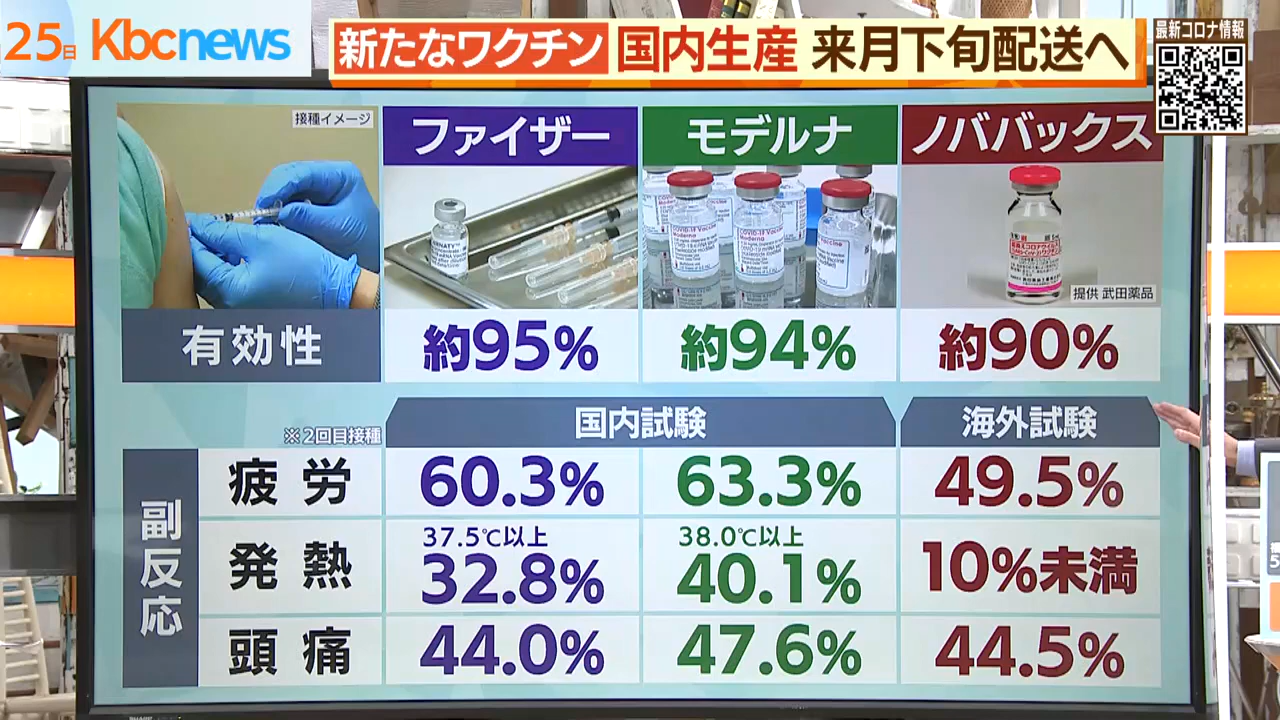 25日 Kbcnews
新たなワクチン 国内生産 来月下旬配送へ
最新コロナ情報
接種イメージ
ファイザー モデルナ ノババックス
提供 武田薬品
有効性 約95% 約94% 約90%
※2回目接種
国内試験 海外試験
副反応
疲労 60.3% 63.3% 49.5%
37.5℃以上 38.0℃以上
発熱 32.8% 40.1% 10%未満
頭痛 44.0% 47.6% 44.5%